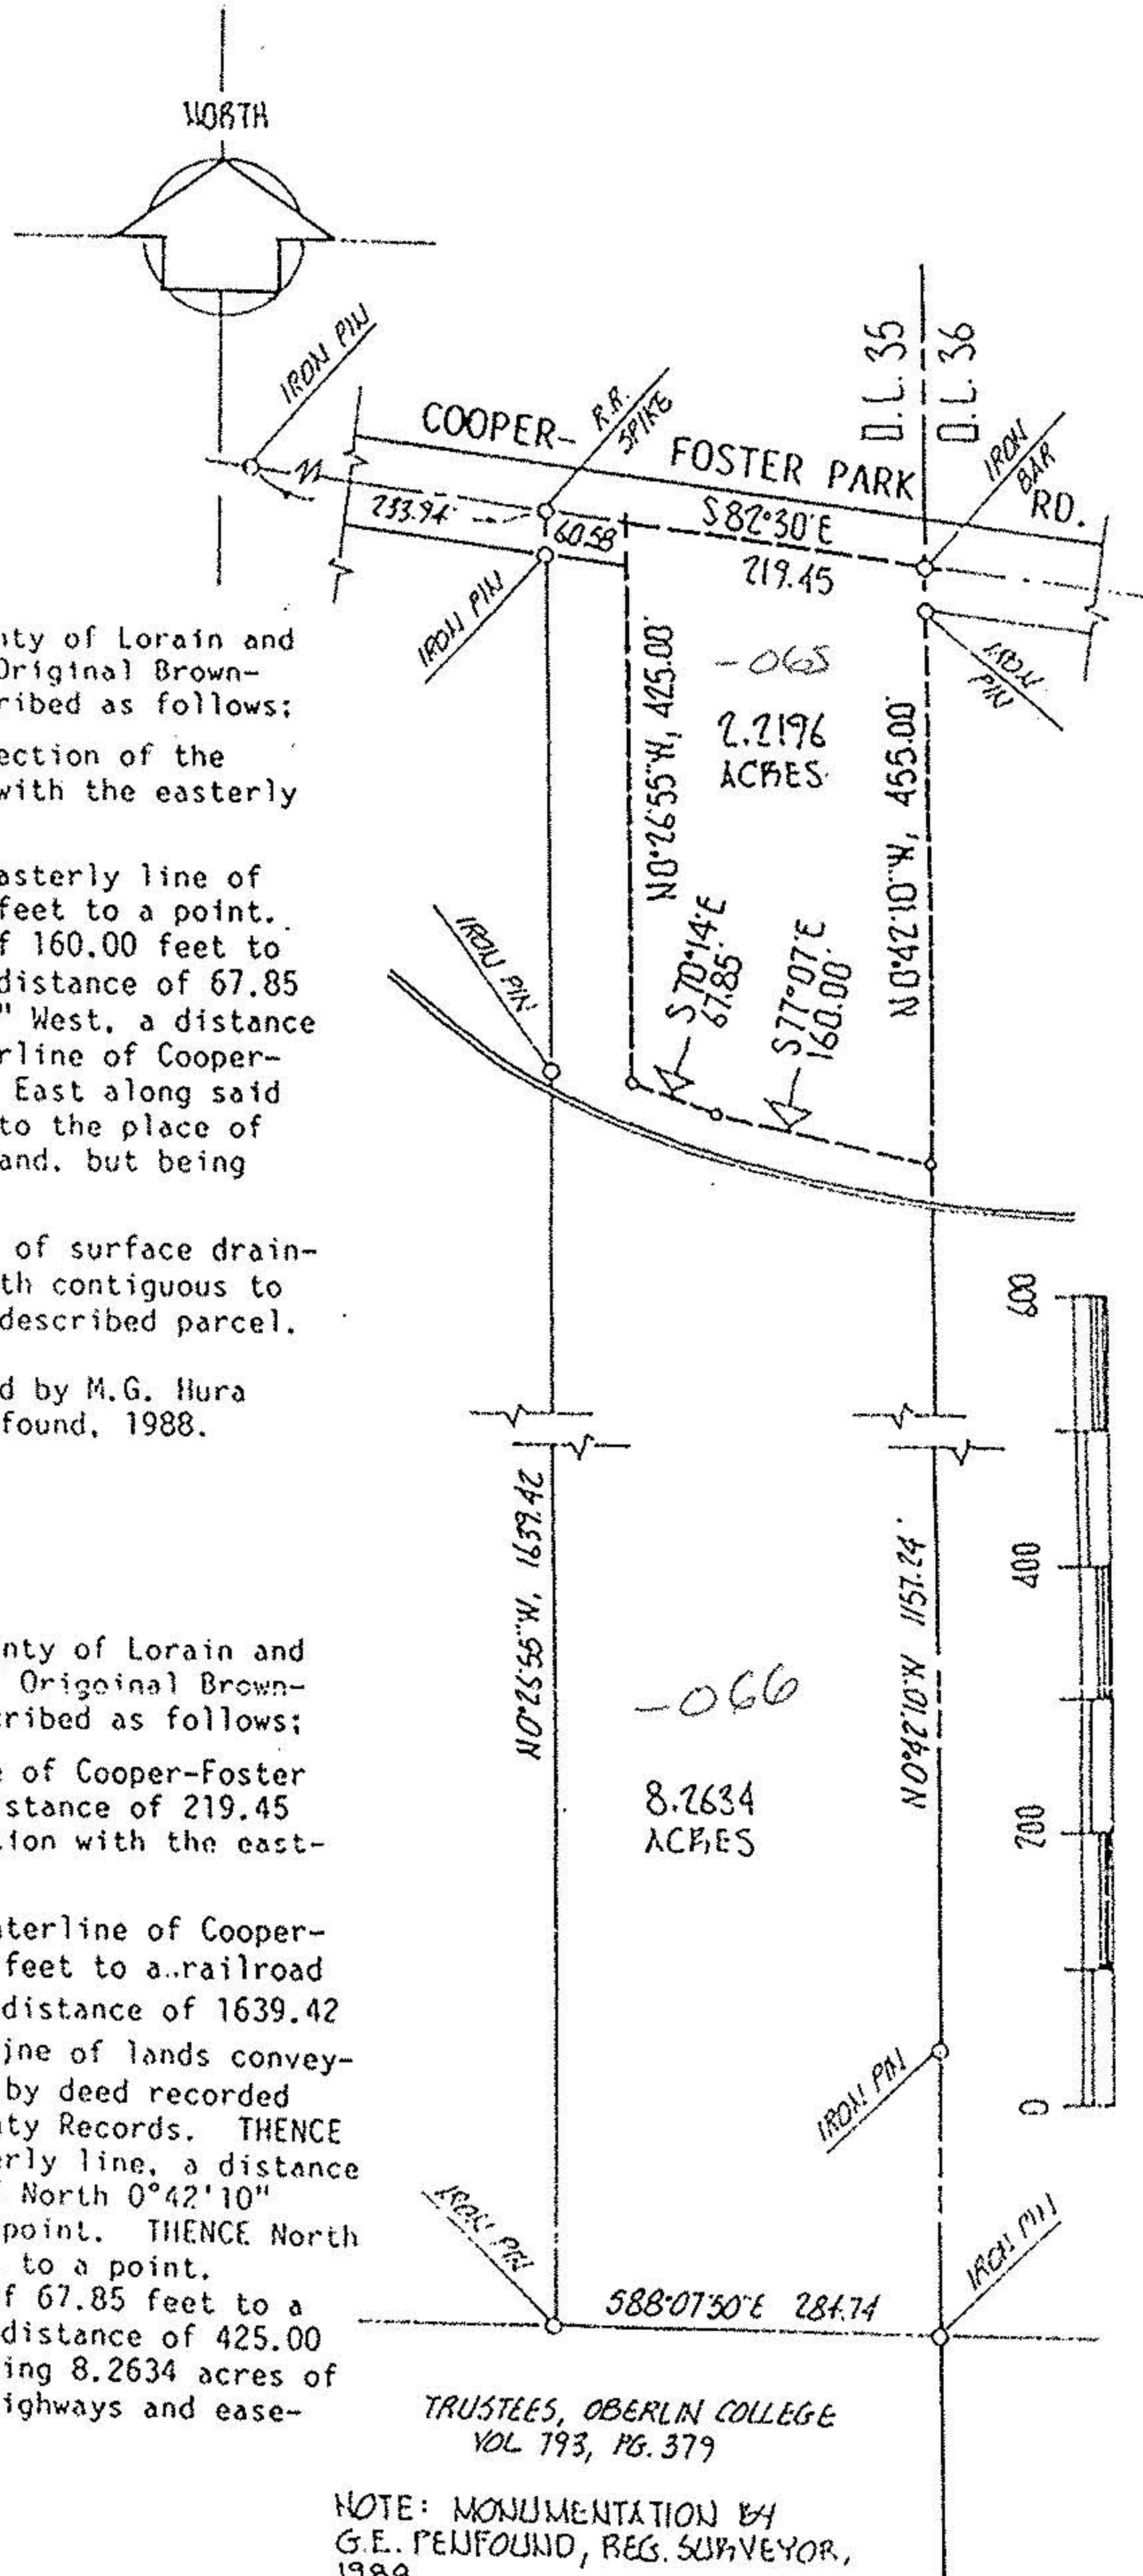 NORTH
IRON PIN
R.R.
SPIKE
O.L. 35
O.L. 36
IRON
BAR
COOPER- FOSTER PARK RD.
233.94'
60.58
S82°30'E
219.45
IRON PIN
IRON
PIN
N0°26'55"W, 425.00'
-065
2.2196
ACRES
N0°42'10"W, 455.00'
S 70°14'E
67.85'
S77°07'E
160.00'
IRON PIN
nty of Lorain and
Original Brown-
ribed as follows;
ection of the
with the easterly
asterly line of
feet to a point.
f 160.00 feet to
distance of 67.85
" West, a distance
rline of Cooper-
East along said
to the place of
and, but being
of surface drain-
th contiguous to
described parcel.
d by M.G. Hura
found, 1988.
600
400
200
0
N0°25'55"W, 1639.42
N0°42'10"W 1157.24'
-066
8.2634
ACRES
nty of Lorain and
Origoinal Brown-
cribed as follows;
e of Cooper-Foster
istance of 219.45
tion with the east-
nterline of Cooper-
feet to a..railroad
distance of 1639.42
ine of lands convey-
by deed recorded
nty Records. THENCE
erly line, a distance
North 0°42'10"
point. THENCE North
to a point.
f 67.85 feet to a
distance of 425.00
ing 8.2634 acres of
ighways and ease-
IRON PIN
IRON PIN
IRON PIN
S88°07'50"E 284.74
TRUSTEES, OBERLIN COLLEGE
VOL 793, PG. 379
NOTE: MONUMENTATION BY
G.E. PENFOUND, REG. SURVEYOR,